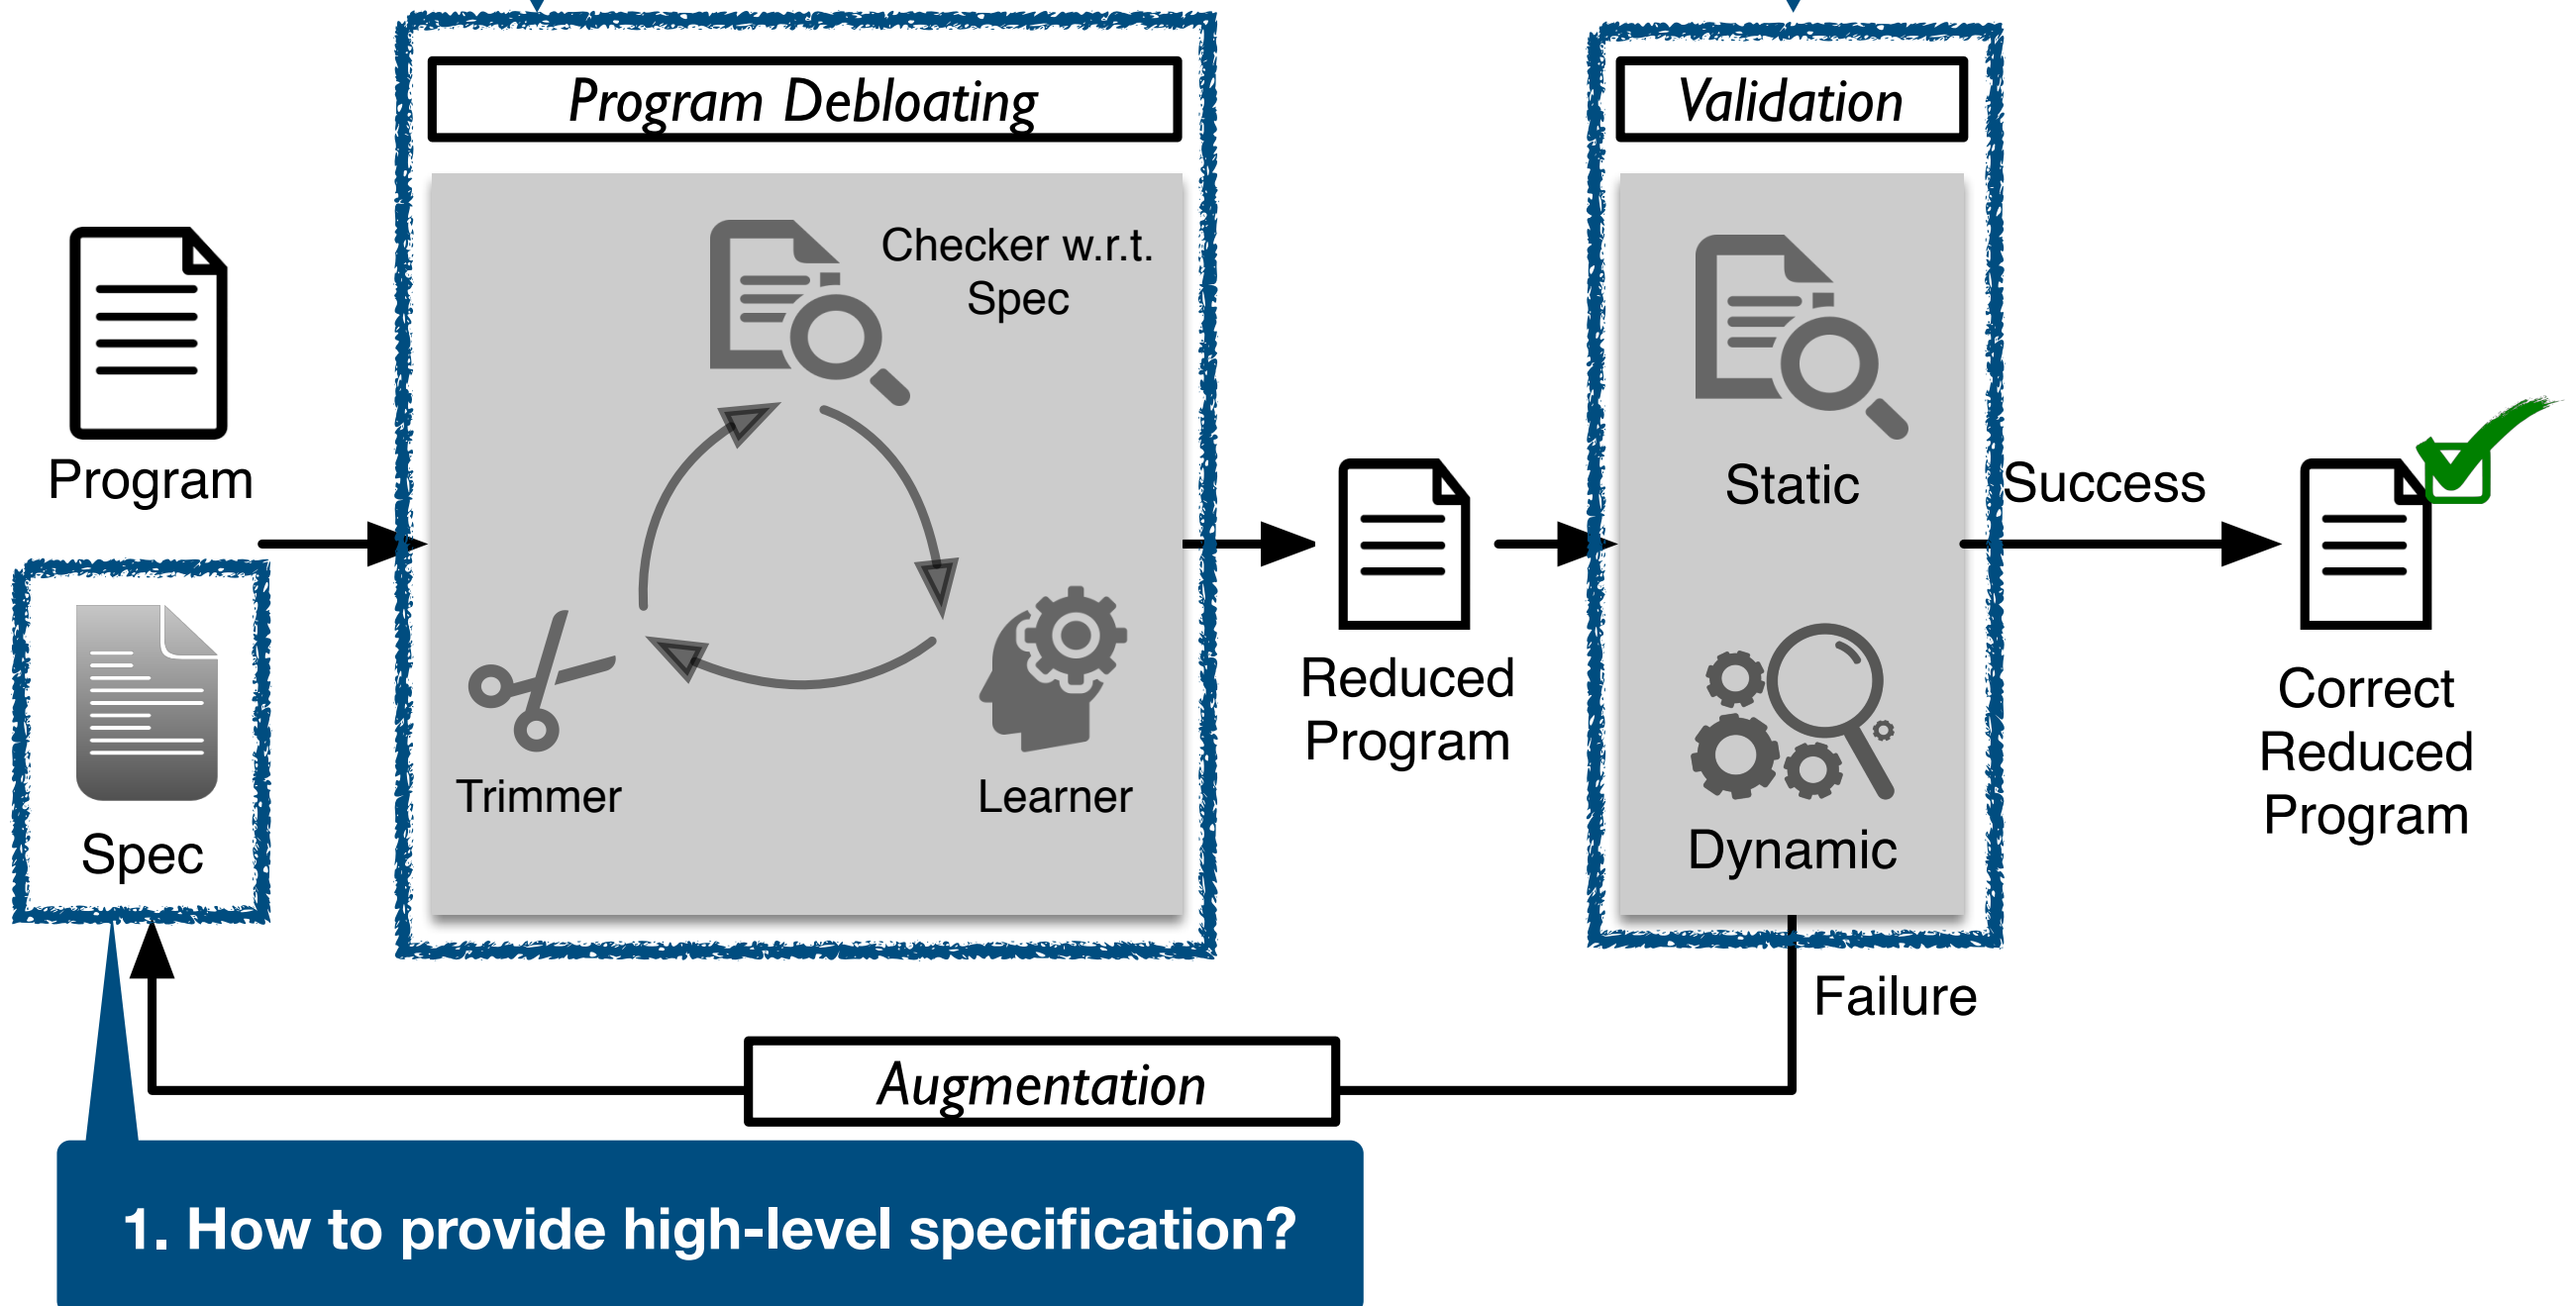 Program Debloating
Validation
Checker w.r.t.
Spec
Program
Static
Success
Reduced
Program
Correct
Reduced
Program
Trimmer
Learner
Spec
Dynamic
Failure
Augmentation
1. How to provide high-level specification?